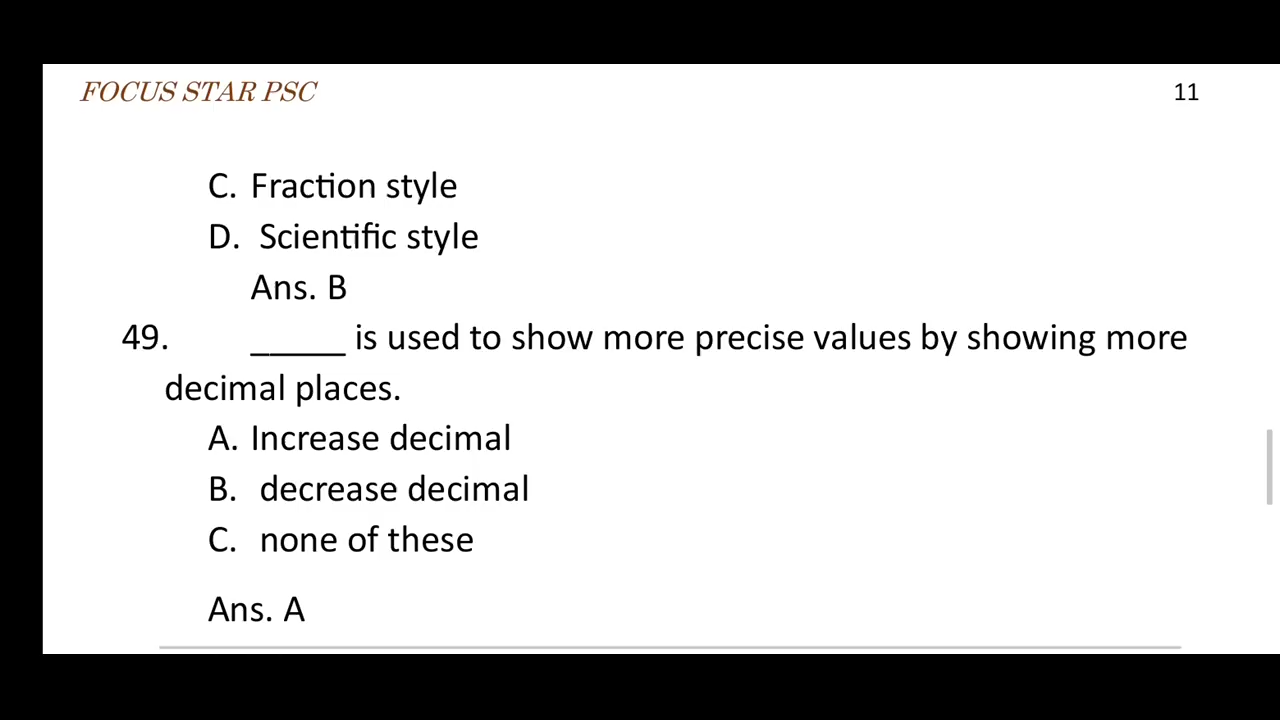 FOCUS STAR PSC 11
C. Fraction style
D. Scientific style
Ans. B
49. _____ is used to show more precise values by showing more
decimal places.
A. Increase decimal
B. decrease decimal
C. none of these
Ans. A